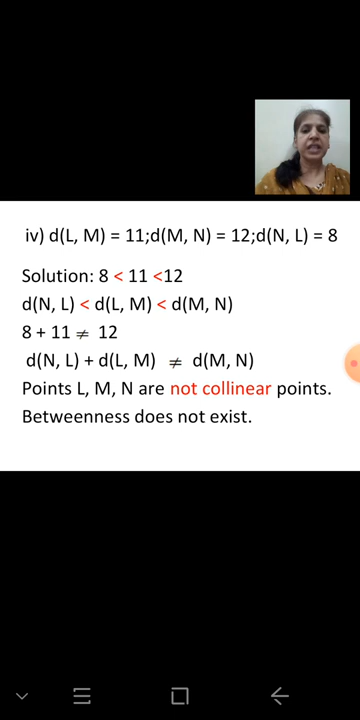 iv) d(L, M) = 11;d(M, N) = 12;d(N, L) = 8
Solution: 8 < 11 <12
d(N, L) < d(L, M) < d(M, N)
8 + 11 ≠ 12
d(N, L) + d(L, M) ≠ d(M, N)
Points L, M, N are not collinear points.
Betweenness does not exist.